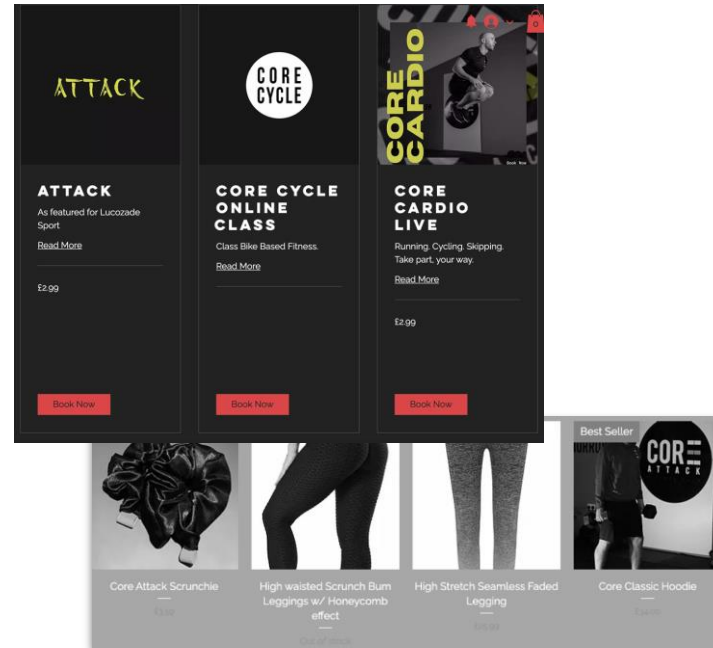 ATTACK
CORE
CYCLE
CORE
CARDIO
0
Book Now
ATTACK
As featured for Lucozade
Sport
Read More
£2.99
Book Now
CORE CYCLE
ONLINE
CLASS
Class Bike Based Fitness.
Read More
Book Now
CORE
CARDIO
LIVE
Running. Cycling. Skipping.
Take part, your way.
Read More
£2.99
Book Now
Best Seller
CORE
ATTACK
Core Attack Scrunchie
High waisted Scrunch Bum
Leggings w/ Honeycomb
effect
Out of stock
High Stretch Seamless Faded
Legging
Core Classic Hoodie